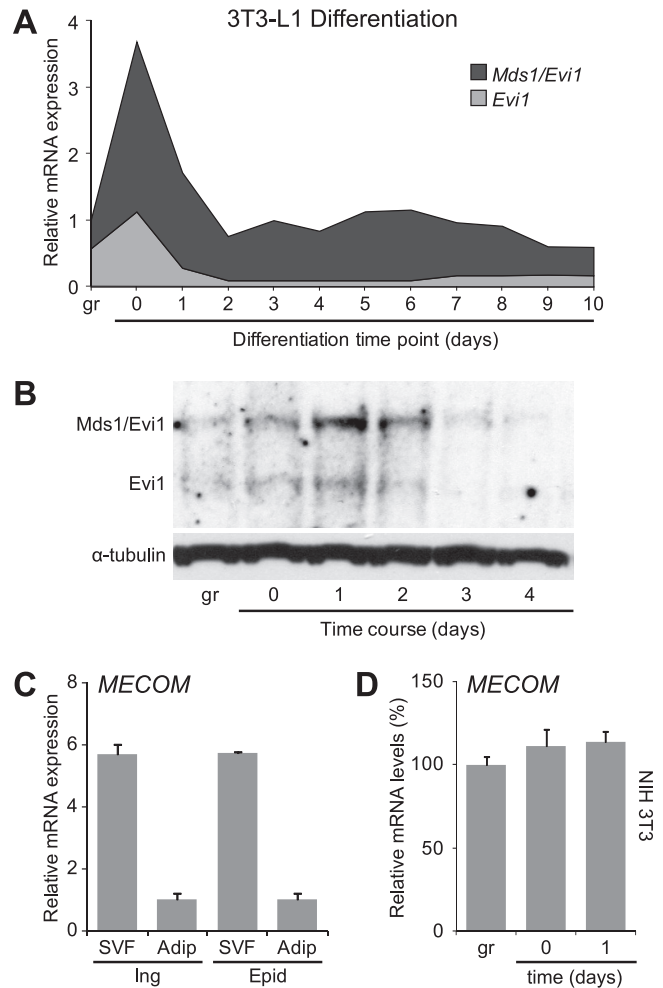 A
3T3-L1 Differentiation
Relative mRNA expression
4
3
2
1
0
Mds1/Evi1
Evi1
gr 0 1 2 3 4 5 6 7 8 9 10
Differentiation time point (days)
B
Mds1/Evi1
Evi1
α-tubulin
gr 0 1 2 3 4
Time course (days)
C
MECOM
Relative mRNA expression
8
6
4
2
0
SVF Adip SVF Adip
Ing Epid
D
MECOM
Relative mRNA levels (%)
150
100
50
0
gr 0 1
time (days)
NIH 3T3